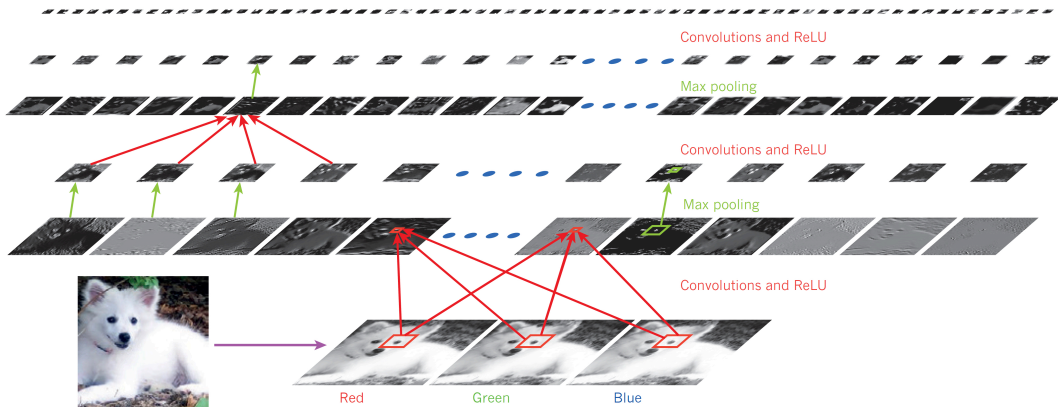 Convolutions and ReLU
Max pooling
Convolutions and ReLU
Max pooling
Convolutions and ReLU
Red
Green
Blue